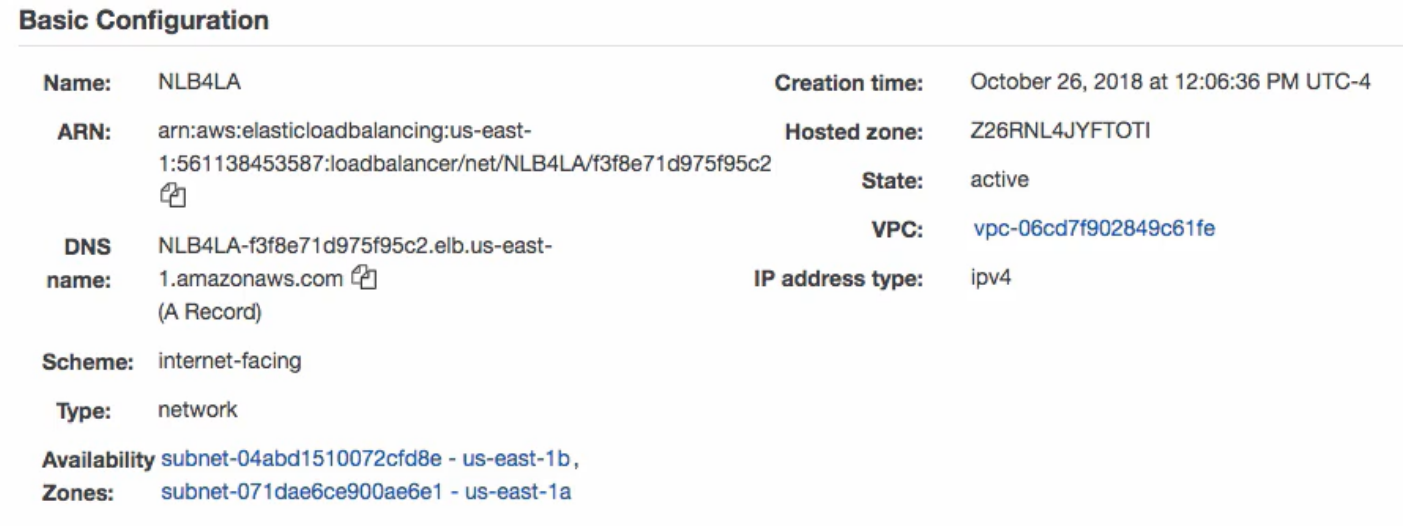 Basic Configuration
Name: NLB4LA
ARN: arn:aws:elasticloadbalancing:us-east-
1:561138453587:loadbalancer/net/NLB4LA/f3f8e71d975f95c2
DNS name: NLB4LA-f3f8e71d975f95c2.elb.us-east-
1.amazonaws.com
(A Record)
Scheme: internet-facing
Type: network
Availability Zones: subnet-04abd1510072cfd8e - us-east-1b,
subnet-071dae6ce900ae6e1 - us-east-1a
Creation time: October 26, 2018 at 12:06:36 PM UTC-4
Hosted zone: Z26RNL4JYFTOTI
State: active
VPC: vpc-06cd7f902849c61fe
IP address type: ipv4